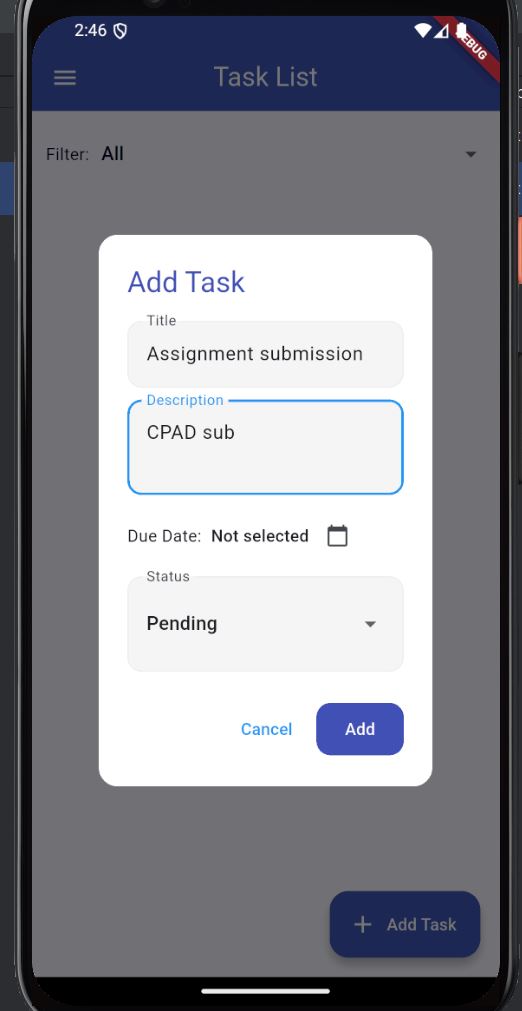 2:46
DEBUG
Task List
Filter: All
Add Task
Title
Assignment submission
Description
CPAD sub
Due Date: Not selected
Status
Pending
Cancel Add
+ Add Task